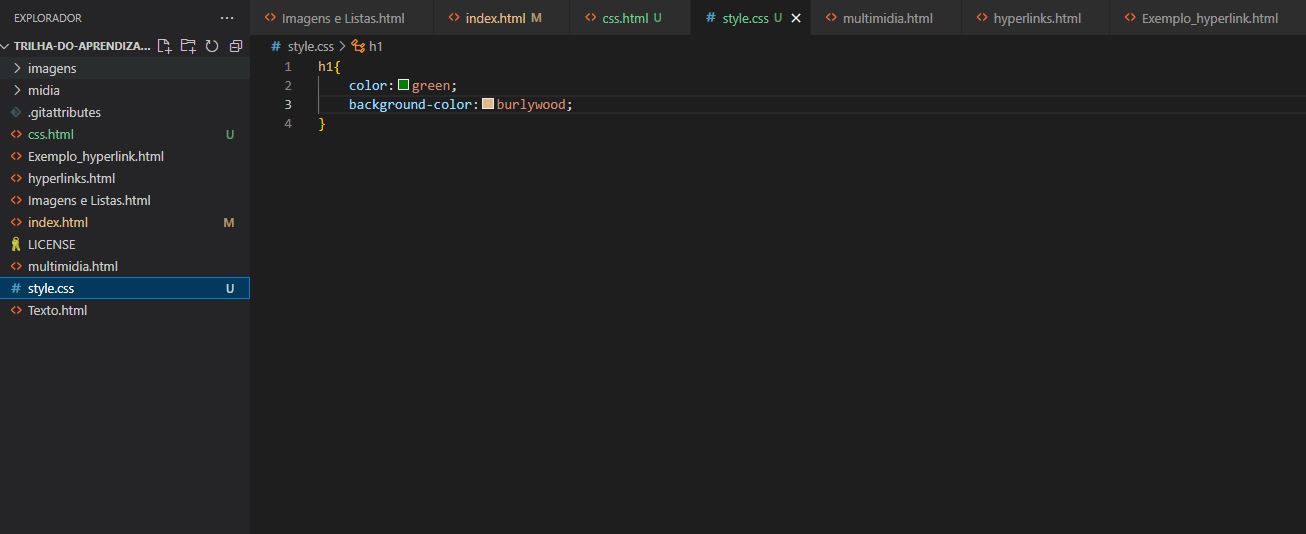 EXPLORADOR ...
TRILHA-DO-APRENDIZA...
imagens
midia
.gitattributes
css.html U
Exemplo_hyperlink.html
hyperlinks.html
Imagens e Listas.html
index.html M
LICENSE
multimidia.html
# style.css U
Texto.html
Imagens e Listas.html index.html M css.html U # style.css U multimidia.html hyperlinks.html Exemplo_hyperlink.html
# style.css > h1
1 h1{
2 color:green;
3 background-color:burlywood;
4 }